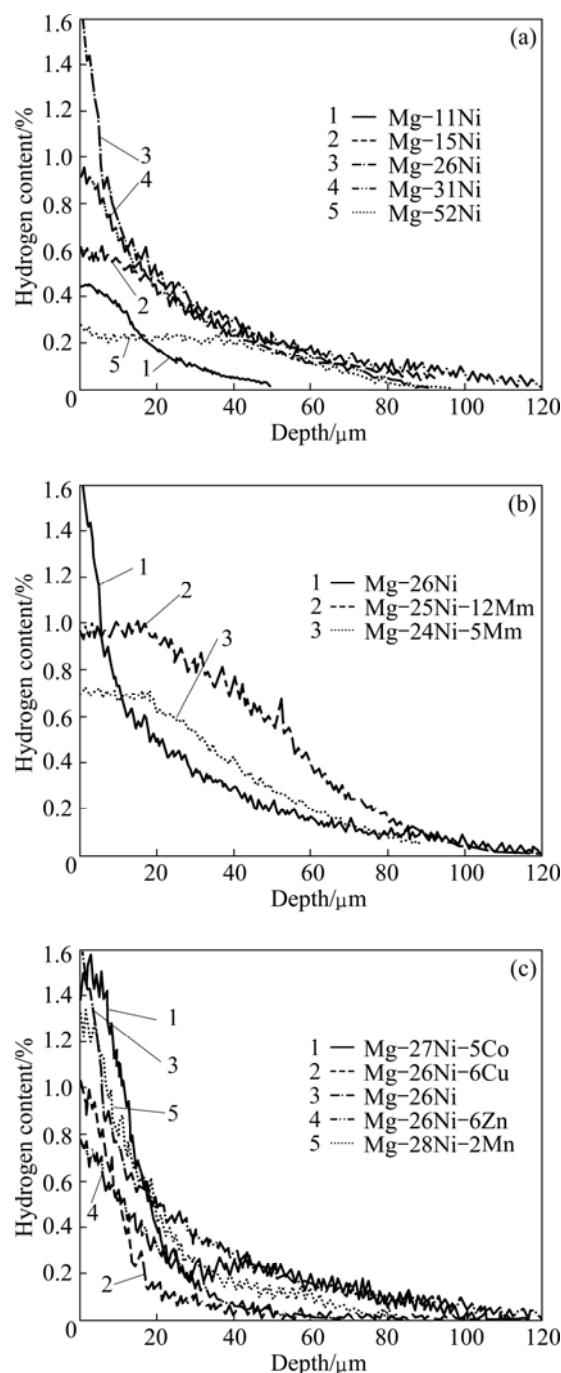 (a)
Hydrogen content/%
1.6
1.4
1.2
1.0
0.8
0.6
0.4
0.2
0
1 Mg−11Ni
2 Mg−15Ni
3 Mg−26Ni
4 Mg−31Ni
5 Mg−52Ni
3
4
2
5
1
20 40 60 80 100 120
Depth/μm
(b)
Hydrogen content/%
1.6
1.4
1.2
1.0
0.8
0.6
0.4
0.2
0
1 Mg−26Ni
2 Mg−25Ni−12Mm
3 Mg−24Ni−5Mm
1
2
3
20 40 60 80 100 120
Depth/μm
(c)
Hydrogen content/%
1.6
1.4
1.2
1.0
0.8
0.6
0.4
0.2
0
1 Mg−27Ni−5Co
2 Mg−26Ni−6Cu
3 Mg−26Ni
4 Mg−26Ni−6Zn
5 Mg−28Ni−2Mn
1
3
5
4
2
20 40 60 80 100 120
Depth/μm